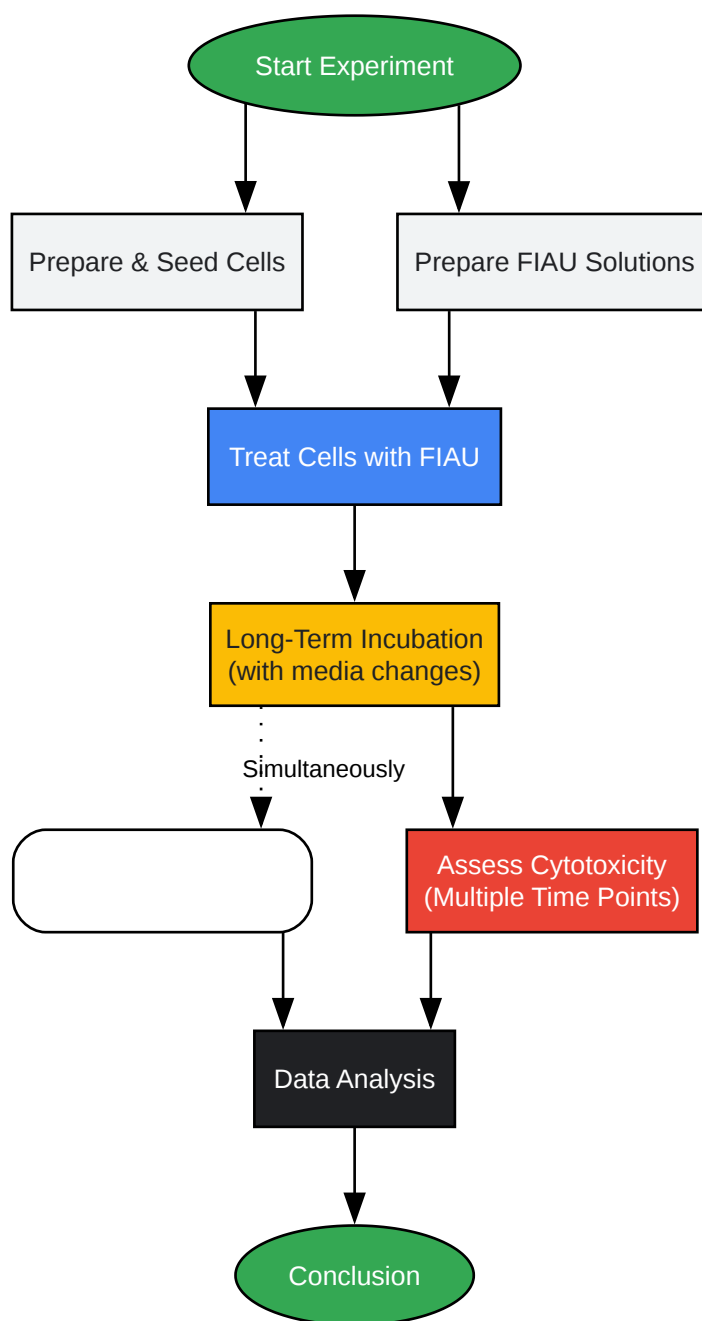 Start Experiment
Prepare & Seed Cells
Prepare FIAU Solutions
Treat Cells with FIAU
Long-Term Incubation
(with media changes)
Simultaneously
Assess Cytotoxicity
(Multiple Time Points)
Data Analysis
Conclusion